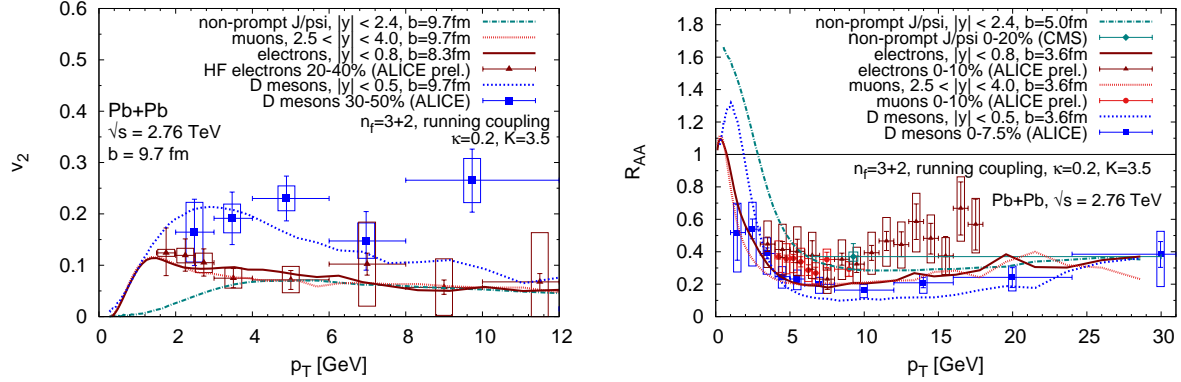 non-prompt J/psi, |y| < 2.4, b=9.7fm
muons, 2.5 < |y| < 4.0, b=9.7fm
electrons, |y| < 0.8, b=8.3fm
HF electrons 20-40% (ALICE prel.)
D mesons, |y| < 0.5, b=9.7fm
D mesons 30-50% (ALICE)
Pb+Pb
√s = 2.76 TeV
b = 9.7 fm
n_f=3+2, running coupling
κ=0.2, K=3.5
v_2
0.6
0.5
0.4
0.3
0.2
0.1
0
0 2 4 6 8 10 12
p_T [GeV]
non-prompt J/psi, |y| < 2.4, b=5.0fm
non-prompt J/psi 0-20% (CMS)
electrons, |y| < 0.8, b=3.6fm
electrons 0-10% (ALICE prel.)
muons, 2.5 < |y| < 4.0, b=3.6fm
muons 0-10% (ALICE prel.)
D mesons, |y| < 0.5, b=3.6fm
D mesons 0-7.5% (ALICE)
n_f=3+2, running coupling, κ=0.2, K=3.5
Pb+Pb, √s = 2.76 TeV
R_AA
2
1.8
1.6
1.4
1.2
1
0.8
0.6
0.4
0.2
0
0 5 10 15 20 25 30
p_T [GeV]